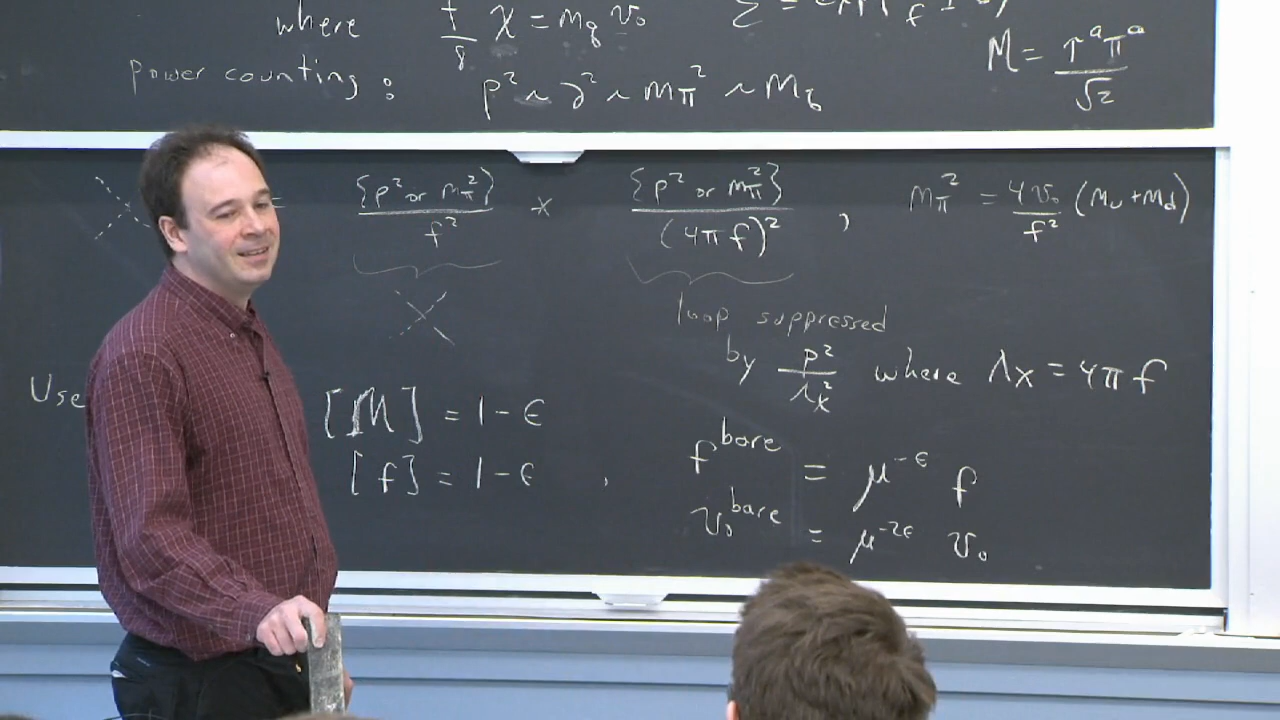 where f/8 χ = m_q v₀ Σ =
M = π^a τ^a / √2
power counting: p² ~ ∂² ~ mπ² ~ m_q
= {p² or mπ²} / f² × {p² or mπ²} / (4πf)² , mπ² = 4v₀/f² (m_u + m_d)
loop suppressed
by p²/Λχ² where Λχ = 4πf
Use [M] = 1-ε
f^bare = μ^-ε f
[f] = 1-ε ,
v₀^bare = μ^-2ε v₀